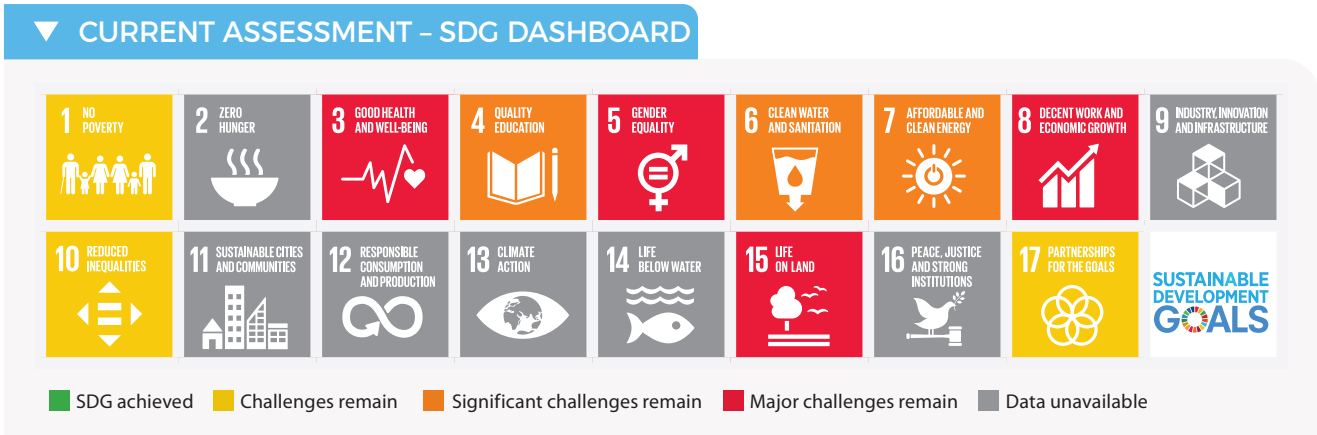 CURRENT ASSESSMENT – SDG DASHBOARD
1 NO
POVERTY
2 ZERO
HUNGER
3 GOOD HEALTH
AND WELL-BEING
4 QUALITY
EDUCATION
5 GENDER
EQUALITY
6 CLEAN WATER
AND SANITATION
7 AFFORDABLE AND
CLEAN ENERGY
8 DECENT WORK AND
ECONOMIC GROWTH
9 INDUSTRY, INNOVATION
AND INFRASTRUCTURE
10 REDUCED
INEQUALITIES
11 SUSTAINABLE CITIES
AND COMMUNITIES
12 RESPONSIBLE
CONSUMPTION
AND PRODUCTION
13 CLIMATE
ACTION
14 LIFE
BELOW WATER
15 LIFE
ON LAND
16 PEACE, JUSTICE
AND STRONG
INSTITUTIONS
17 PARTNERSHIPS
FOR THE GOALS
SUSTAINABLE
DEVELOPMENT
GOALS
SDG achieved
Challenges remain
Significant challenges remain
Major challenges remain
Data unavailable